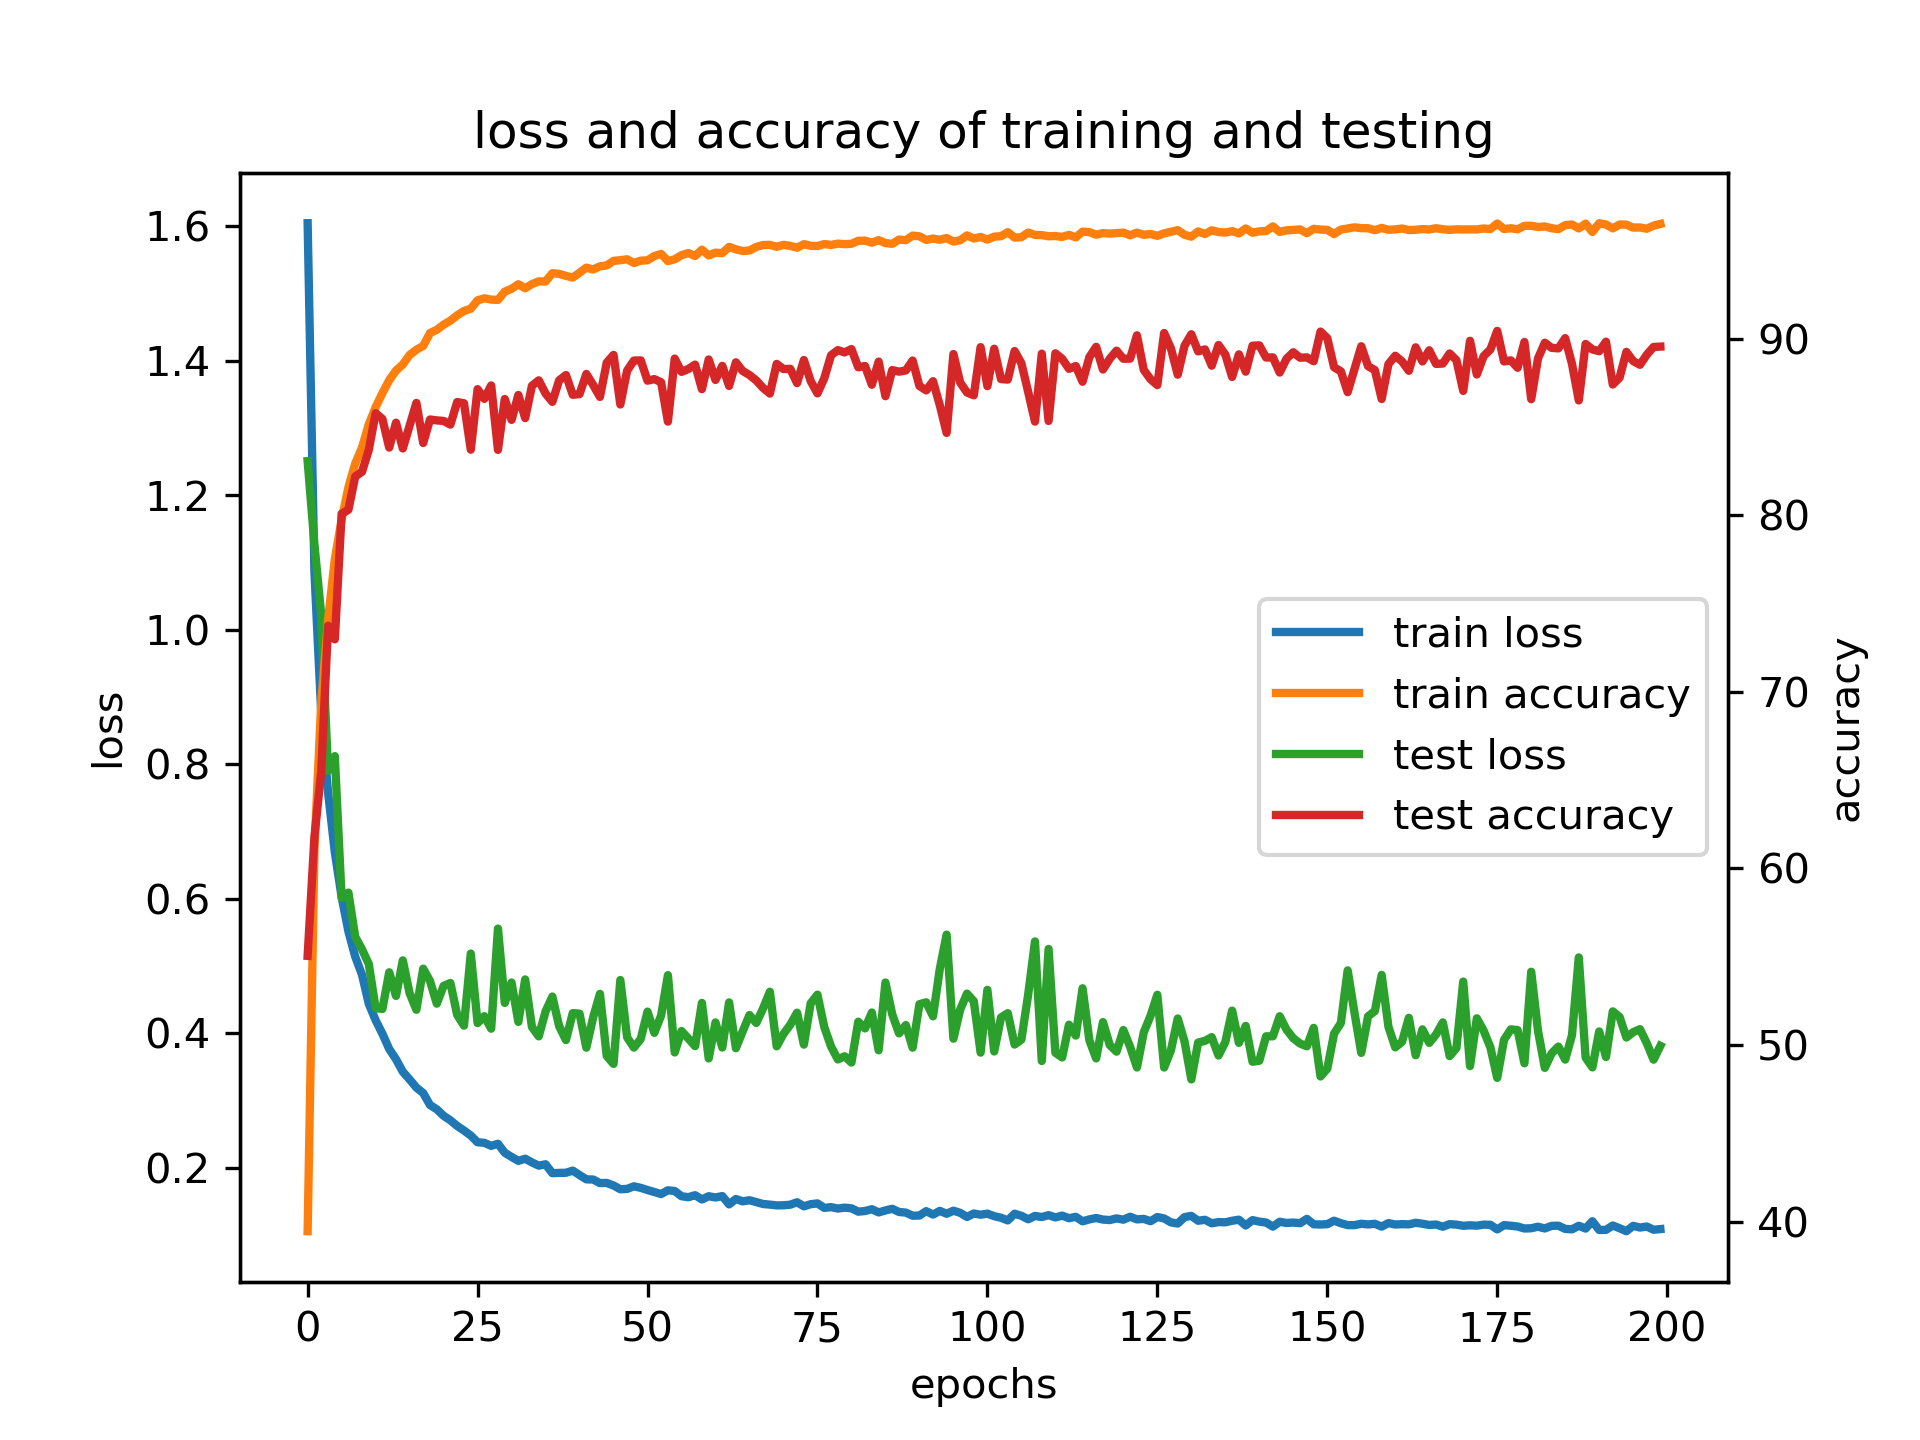 loss and accuracy of training and testing
1.6
1.4
1.2
1.0
0.8
0.6
0.4
0.2
loss
90
80
70
60
50
40
accuracy
train loss
train accuracy
test loss
test accuracy
0 25 50 75 100 125 150 175 200
epochs